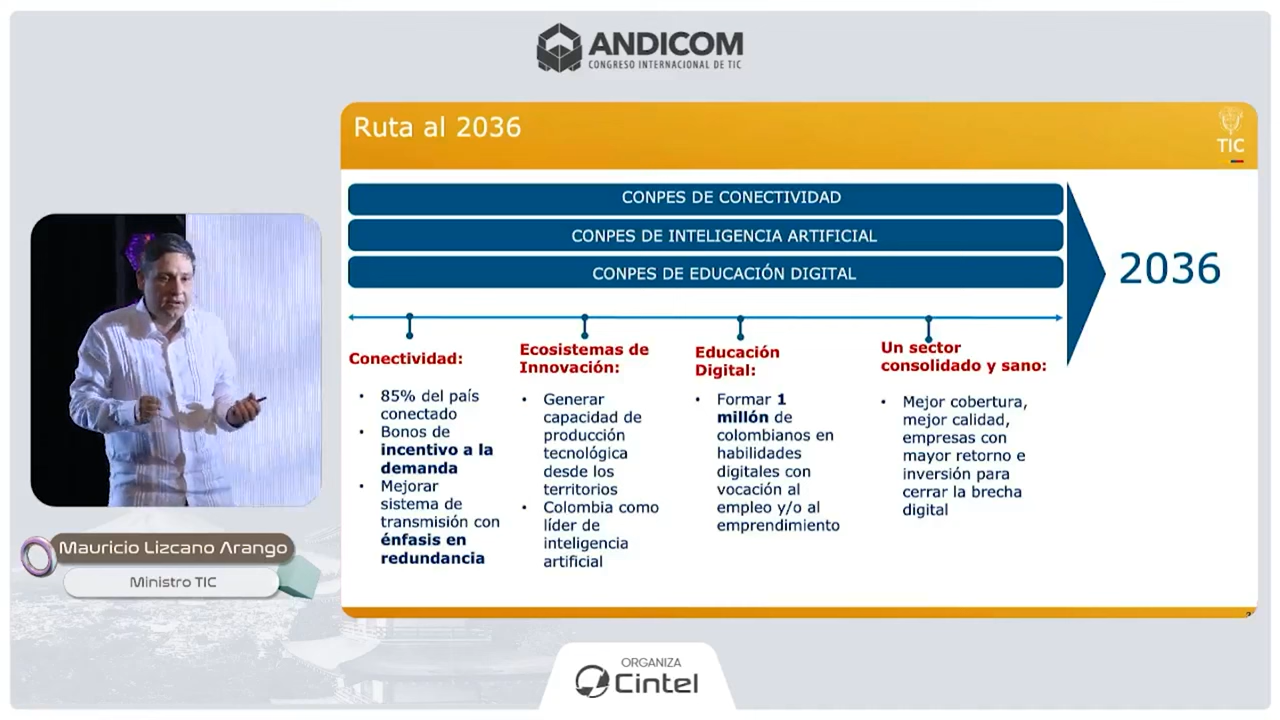 ANDICOM
CONGRESO INTERNACIONAL DE TIC
Ruta al 2036
TIC
CONPES DE CONECTIVIDAD
CONPES DE INTELIGENCIA ARTIFICIAL
CONPES DE EDUCACIÓN DIGITAL
2036
Conectividad:
• 85% del país
conectado
• Bonos de
incentivo a la
demanda
• Mejorar
sistema de
transmisión con
énfasis en
redundancia
Ecosistemas de
Innovación:
• Generar
capacidad de
producción
tecnológica
desde los
territorios
• Colombia como
líder de
inteligencia
artificial
Educación
Digital:
• Formar 1
millón de
colombianos en
habilidades
digitales con
vocación al
empleo y/o al
emprendimiento
Un sector
consolidado y sano:
• Mejor cobertura,
mejor calidad,
empresas con
mayor retorno e
inversión para
cerrar la brecha
digital
Mauricio Lizcano Arango
Ministro TIC
ORGANIZA
Cintel